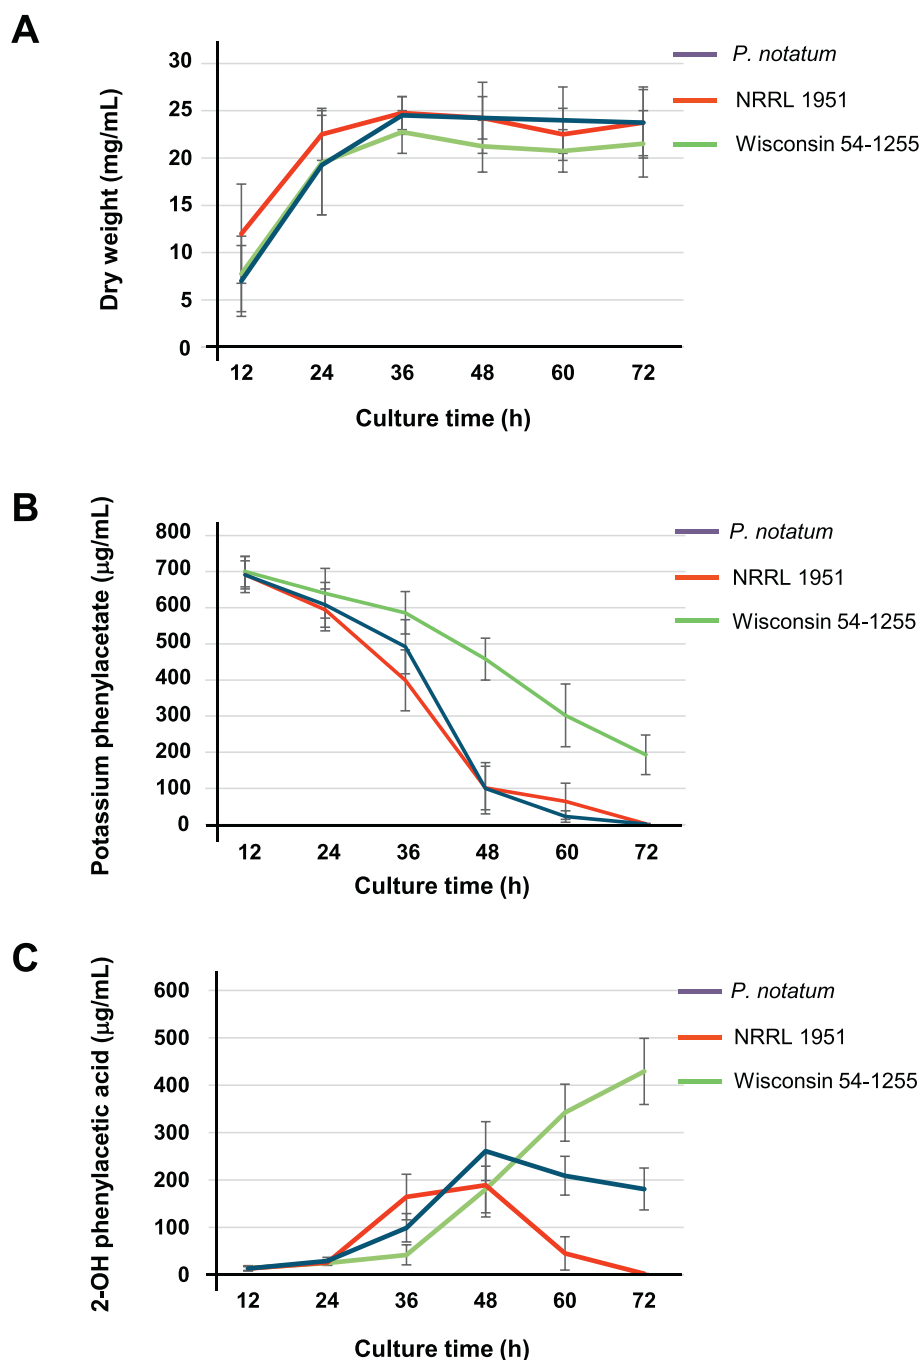 A
Dry weight (mg/mL)
30
25
20
15
10
5
0
12 24 36 48 60 72
Culture time (h)
P. notatum
NRRL 1951
Wisconsin 54-1255
B
Potassium phenylacetate (μg/mL)
800
700
600
500
400
300
200
100
0
12 24 36 48 60 72
Culture time (h)
P. notatum
NRRL 1951
Wisconsin 54-1255
C
2-OH phenylacetic acid (μg/mL)
600
500
400
300
200
100
0
12 24 36 48 60 72
Culture time (h)
P. notatum
NRRL 1951
Wisconsin 54-1255